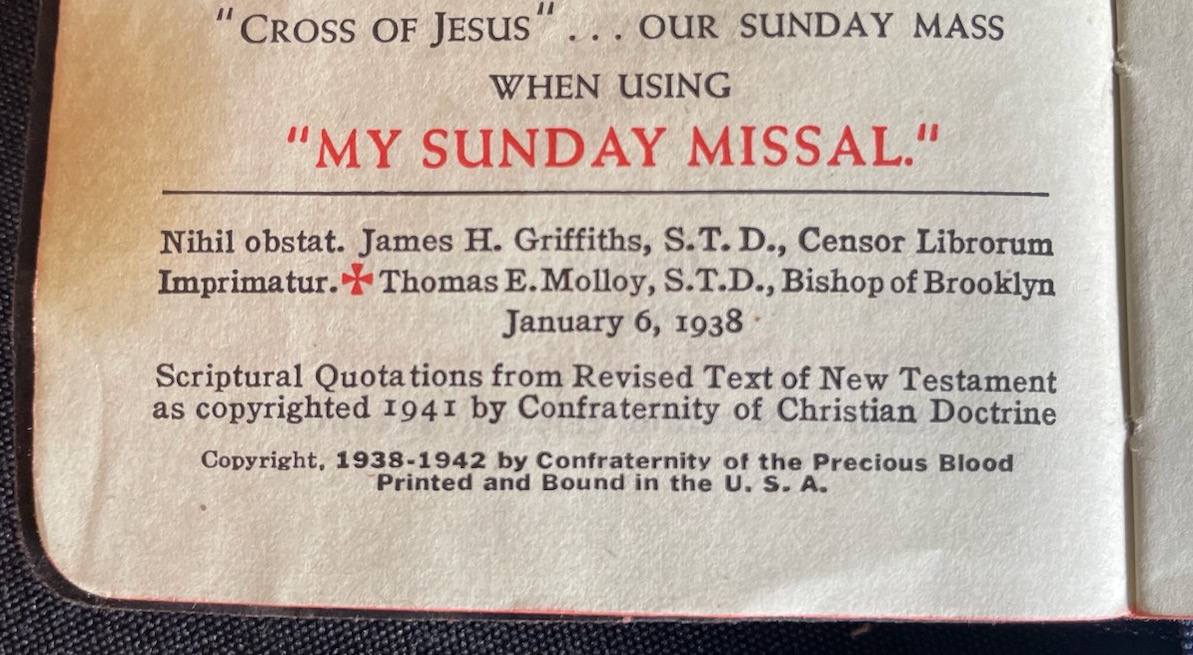 "Cross of Jesus" . . . our Sunday Mass
when using
"MY SUNDAY MISSAL."
Nihil obstat. James H. Griffiths, S.T. D., Censor Librorum
Imprimatur.✠Thomas E. Molloy, S.T.D., Bishop of Brooklyn
January 6, 1938
Scriptural Quotations from Revised Text of New Testament
as copyrighted 1941 by Confraternity of Christian Doctrine
Copyright, 1938-1942 by Confraternity of the Precious Blood
Printed and Bound in the U. S. A.